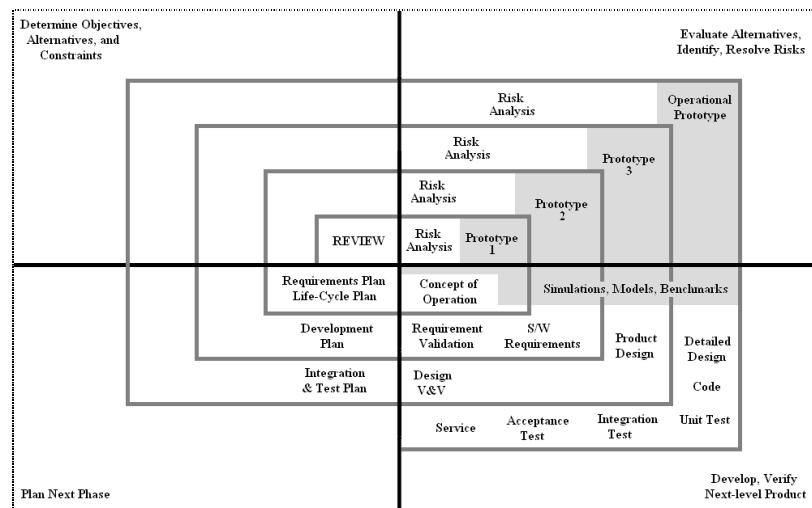 Determine Objectives,
Alternatives, and
Constraints
Evaluate Alternatives,
Identify, Resolve Risks
Risk
Analysis
Operational
Prototype
Risk
Analysis
Prototype
3
Risk
Analysis
Prototype
2
REVIEW
Risk
Analysis
Prototype
1
Requirements Plan
Life-Cycle Plan
Concept of
Operation
Simulations, Models, Benchmarks
Development
Plan
Requirement
Validation
S/W
Requirements
Product
Design
Detailed
Design
Integration
& Test Plan
Design
V&V
Code
Service
Acceptance
Test
Integration
Test
Unit Test
Plan Next Phase
Develop, Verify
Next-level Product